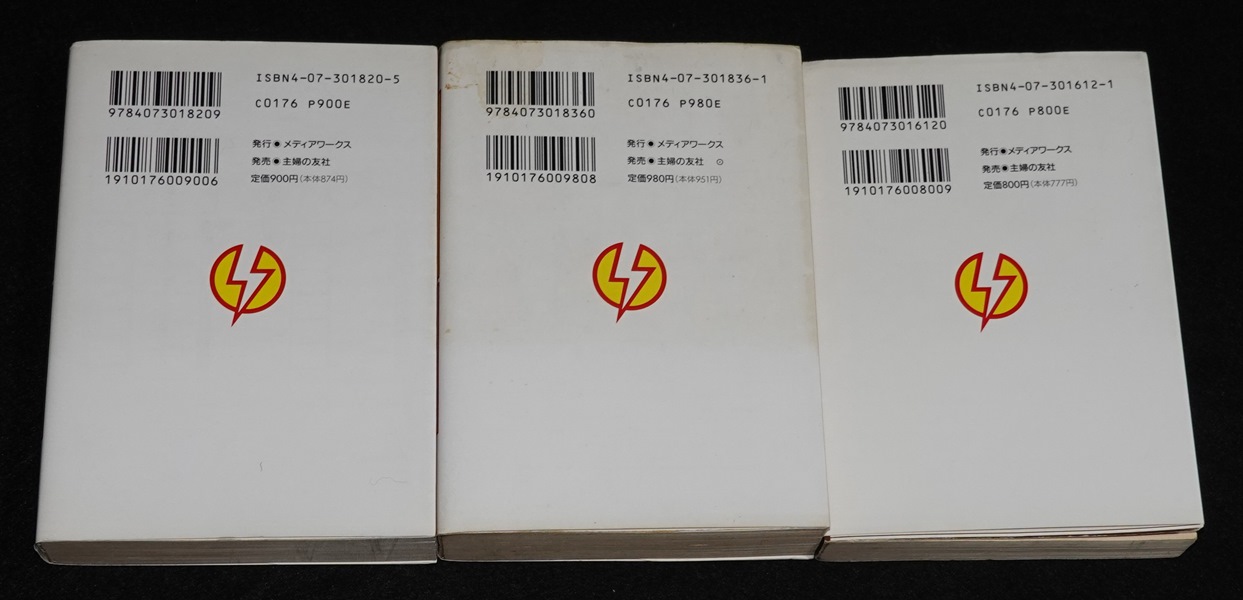 ISBN4-07-301820-5
C0176 P900E
9784073018209
発行●メディアワークス
発売●主婦の友社
定価900円(本体874円)
1910176009006
ISBN4-07-301836-1
C0176 P980E
9784073018360
発行●メディアワークス
発売●主婦の友社 ⊙
定価980円(本体951円)
1910176009808
ISBN4-07-301612-1
C0176 P800E
9784073016120
発行●メディアワークス
発売●主婦の友社
定価800円(本体777円)
1910176008009